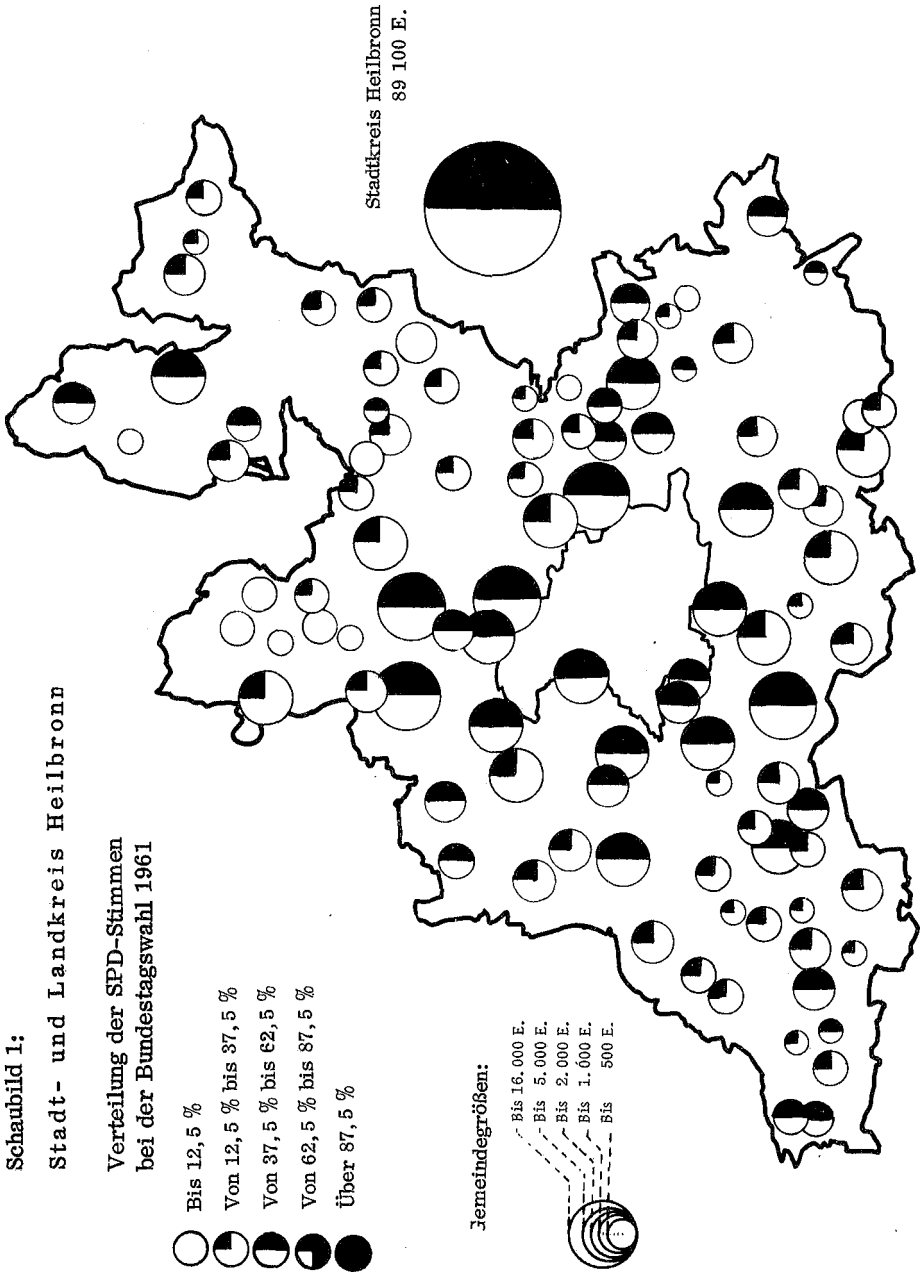 Schaubild 1:
Stadt- und Landkreis Heilbronn
Verteilung der SPD-Stimmen
bei der Bundestagswahl 1961
Bis 12,5 %
Von 12,5 % bis 37,5 %
Von 37,5 % bis 62,5 %
Von 62,5 % bis 87,5 %
Über 87,5 %
Gemeindegrößen:
Bis 16.000 E.
Bis 5.000 E.
Bis 2.000 E.
Bis 1.000 E.
Bis 500 E.
Stadtkreis Heilbronn
89 100 E.